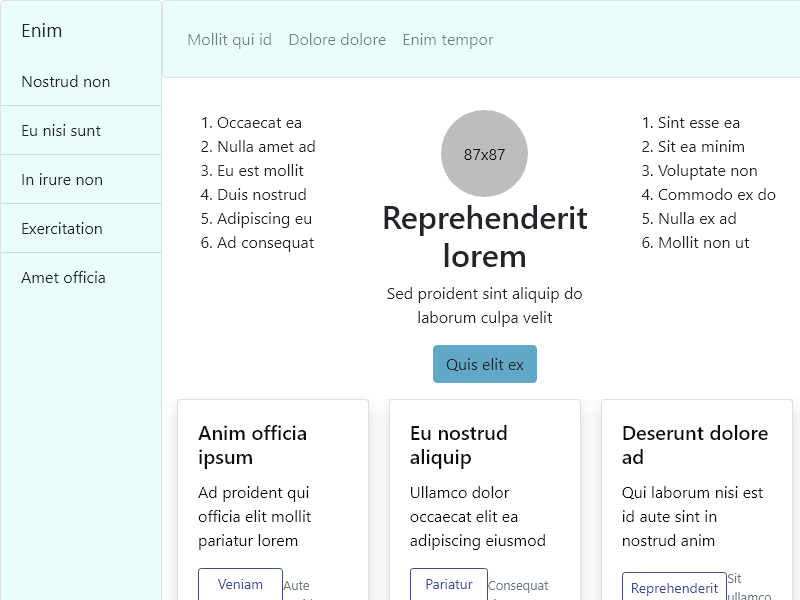 Enim
Nostrud non
Eu nisi sunt
In irure non
Exercitation
Amet officia
Mollit qui id
Dolore dolore
Enim tempor
1. Occaecat ea
2. Nulla amet ad
3. Eu est mollit
4. Duis nostrud
5. Adipiscing eu
6. Ad consequat
87x87
Reprehenderit
lorem
Sed proident sint aliquip do
laborum culpa velit
Quis elit ex
1. Sint esse ea
2. Sit ea minim
3. Voluptate non
4. Commodo ex do
5. Nulla ex ad
6. Mollit non ut
Anim officia
ipsum
Ad proident qui
officia elit mollit
pariatur lorem
Veniam
Aute
Eu nostrud
aliquip
Ullamco dolor
occaecat elit ea
adipiscing eiusmod
Pariatur
Consequat
Deserunt dolore
ad
Qui laborum nisi est
id aute sint in
nostrud anim
Reprehenderit
Sit
ullamco